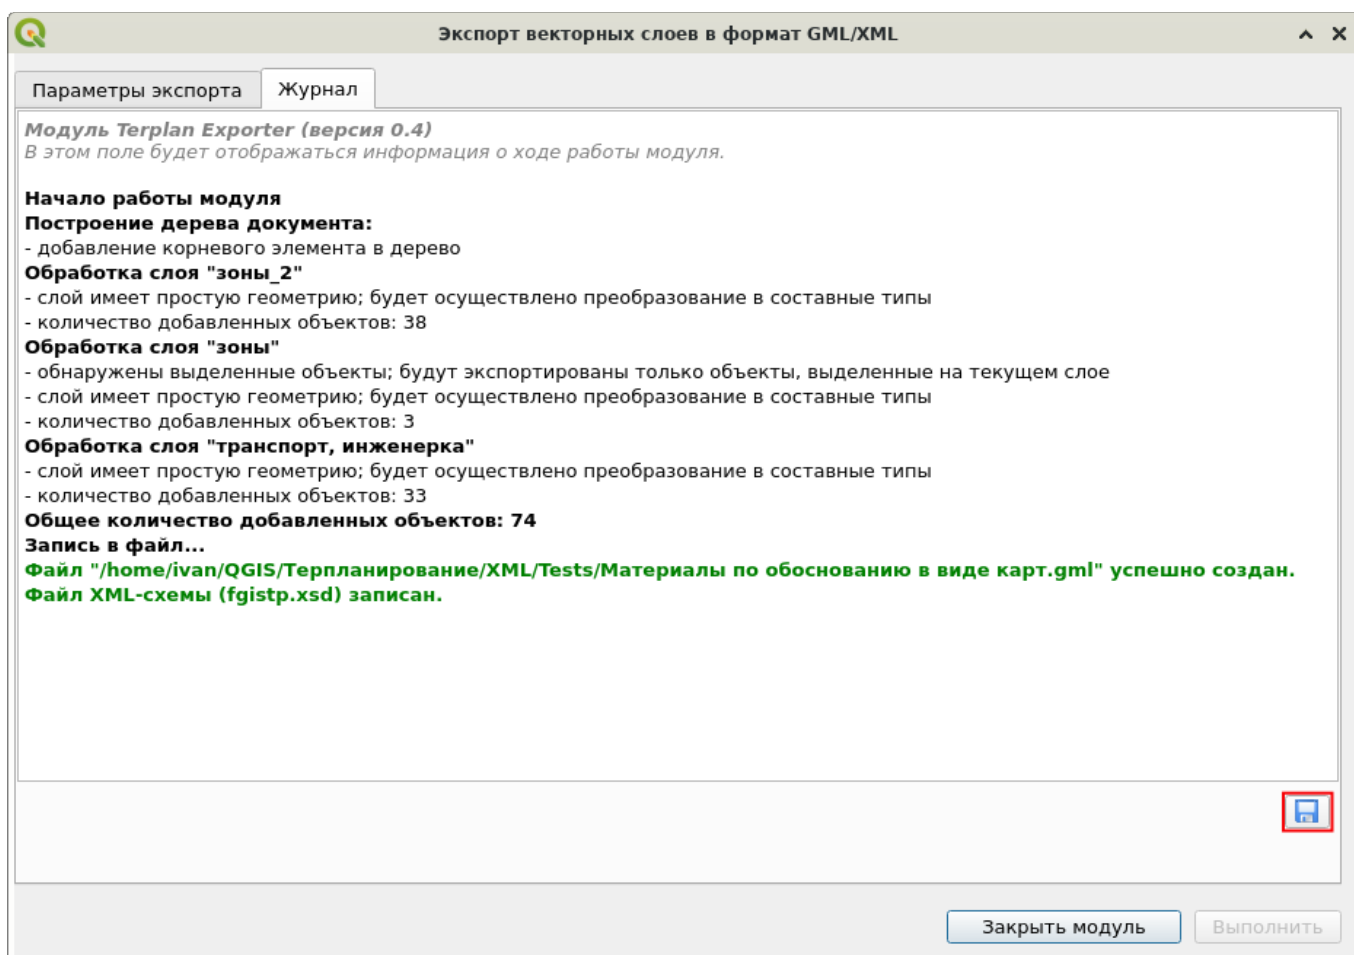 Экспорт векторных слоев в формат GML/XML
Параметры экспорта
Журнал
Модуль Terplan Exporter (версия 0.4)
В этом поле будет отображаться информация о ходе работы модуля.
Начало работы модуля
Построение дерева документа:
- добавление корневого элемента в дерево
Обработка слоя "зоны_2"
- слой имеет простую геометрию; будет осуществлено преобразование в составные типы
- количество добавленных объектов: 38
Обработка слоя "зоны"
- обнаружены выделенные объекты; будут экспортированы только объекты, выделенные на текущем слое
- слой имеет простую геометрию; будет осуществлено преобразование в составные типы
- количество добавленных объектов: 3
Обработка слоя "транспорт, инженерка"
- слой имеет простую геометрию; будет осуществлено преобразование в составные типы
- количество добавленных объектов: 33
Общее количество добавленных объектов: 74
Запись в файл...
Файл "/home/ivan/QGIS/Терпланирование/XML/Tests/Материалы по обоснованию в виде карт.gml" успешно создан.
Файл XML-схемы (fgistp.xsd) записан.
Закрыть модуль
Выполнить